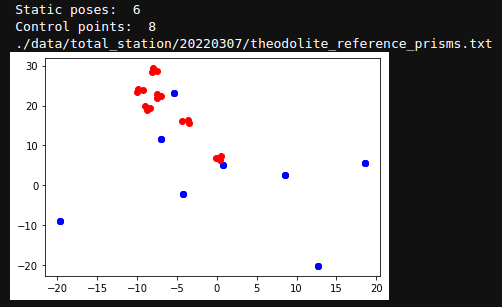 Static poses:  6
Control points:  8
./data/total_station/20220307/theodolite_reference_prisms.txt
30
20
10
0
−10
−20
−20 −15 −10 −5 0 5 10 15 20